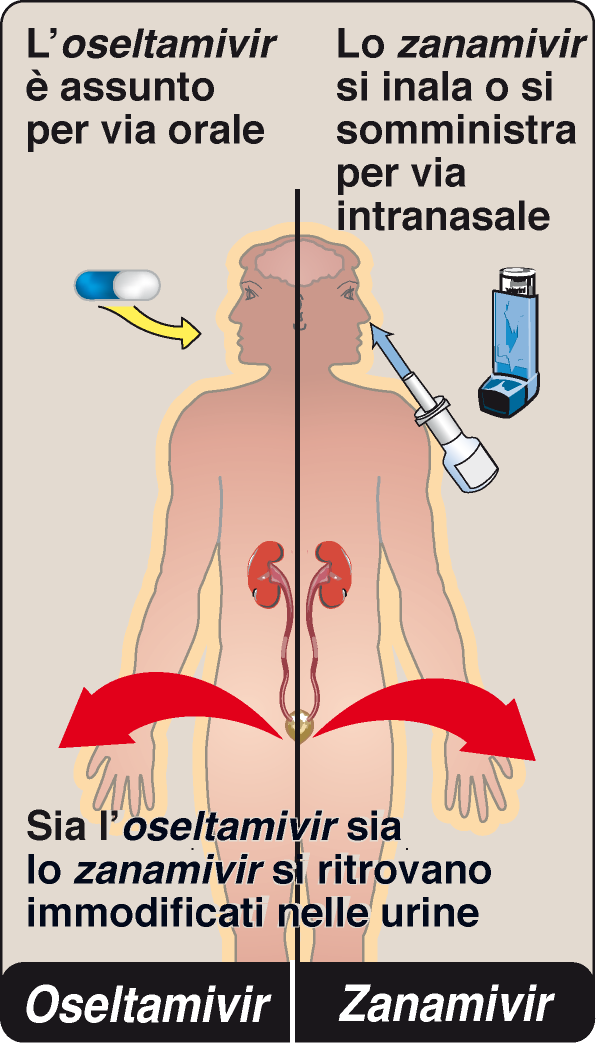 L'oseltamivir
è assunto
per via orale
Lo zanamivir
si inala o si
somministra
per via
intranasale
Sia l'oseltamivir sia
lo zanamivir si ritrovano
immodificati nelle urine
Oseltamivir
Zanamivir